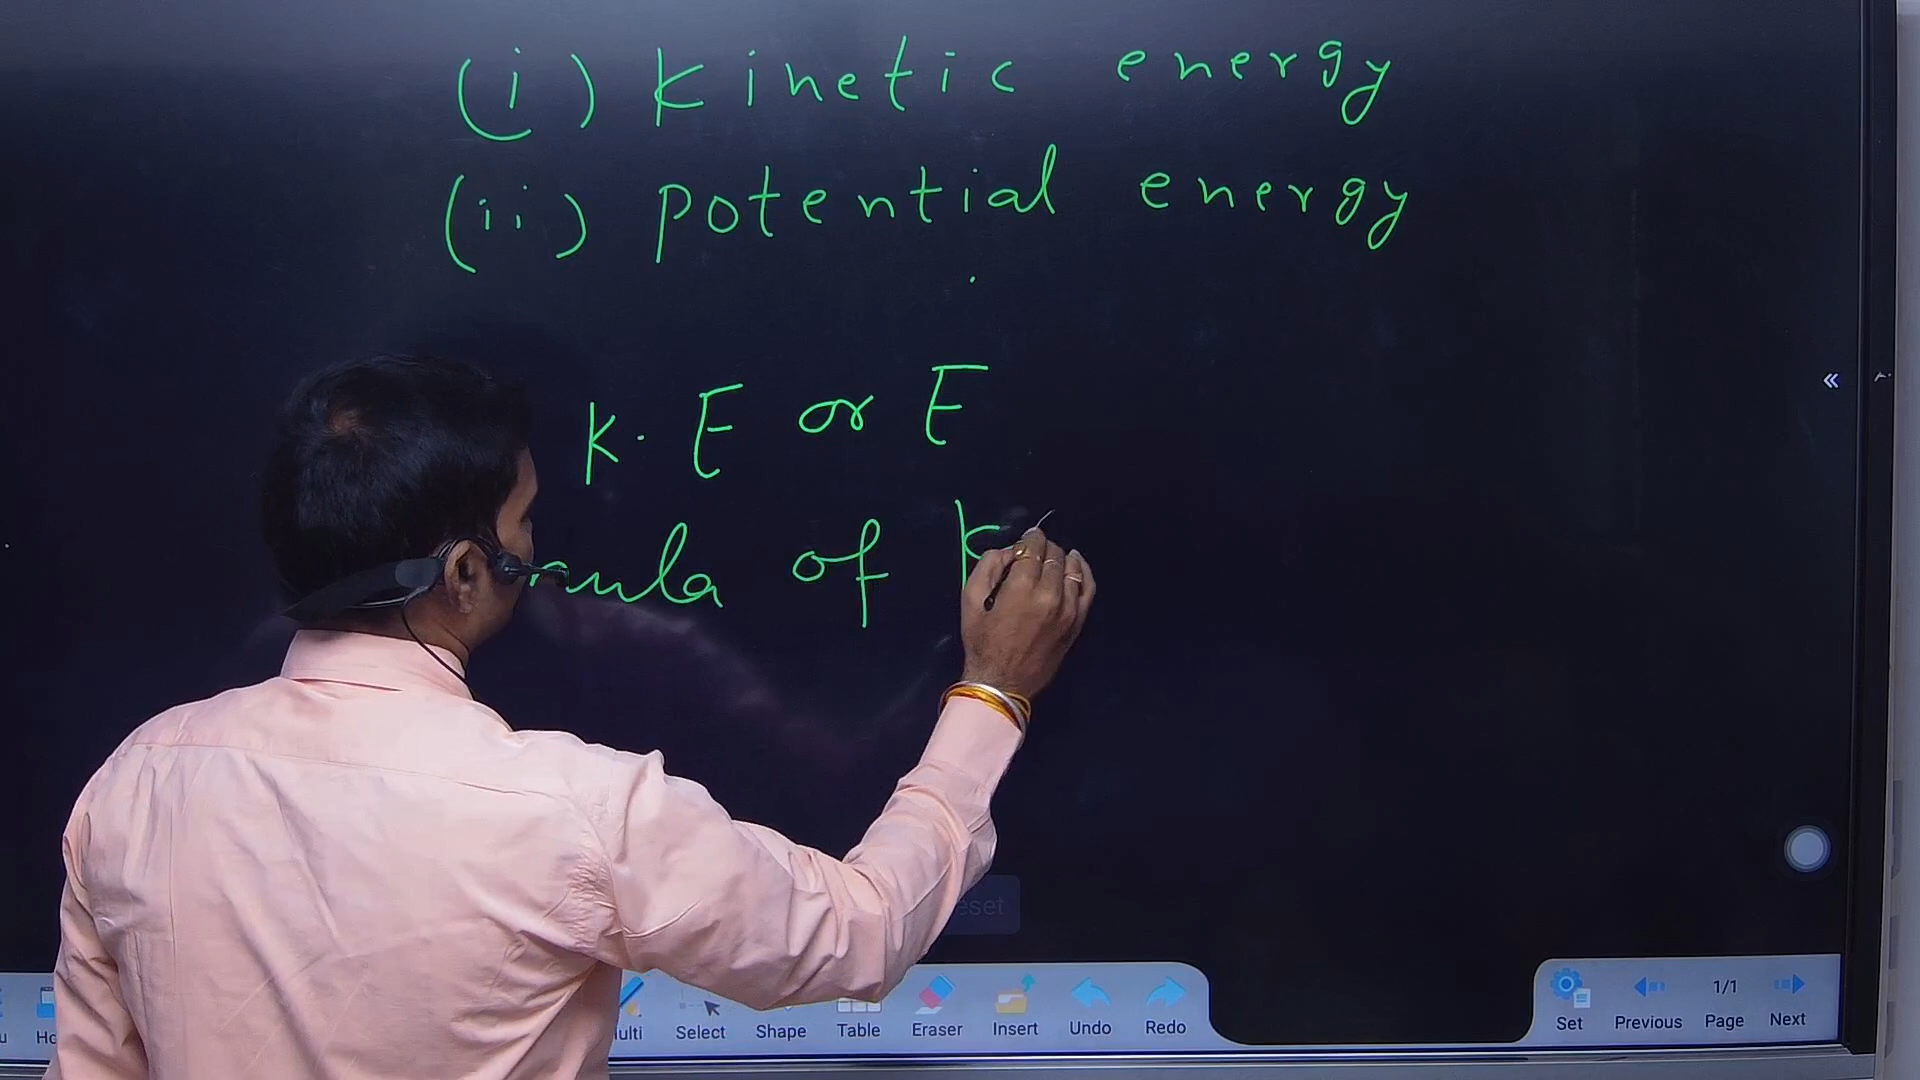 (i) Kinetic energy
(ii) Potential energy
K. E or E
of K
Select Shape Table Eraser Insert Undo Redo
Set Previous Page Next
1/1